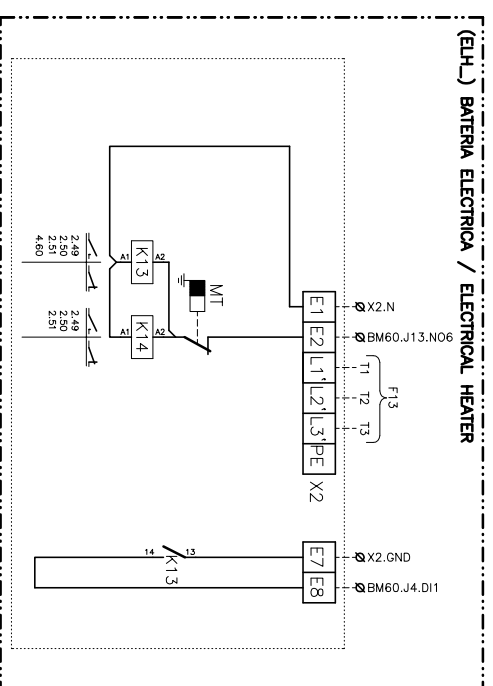 (ELH_) BATERIA ELECTRICA / ELECTRICAL HEATER
F13
T1 T2 T3
X2.N
BM60.J13.NO6
X2.GND
BM60.J4.DI1
E1 E2 L1' L2' L3' PE X2
E7 E8
MT
A2 K13 A1
A2 K14 A1
13 K13 14
2.49
2.50
2.51
4.60
2.49
2.50
2.51